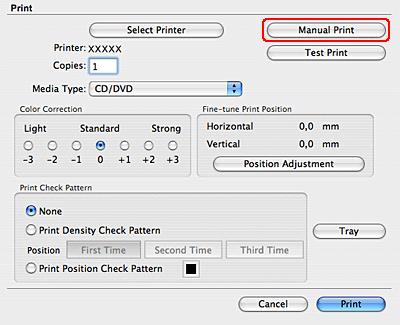 Print
Select Printer
Manual Print
Printer: XXXXX
Test Print
Copies: 1
Media Type: CD/DVD
Color Correction
Light Standard Strong
-3 -2 -1 0 +1 +2 +3
Fine-tune Print Position
Horizontal 0,0 mm
Vertical 0,0 mm
Position Adjustment
Print Check Pattern
None
Print Density Check Pattern
Position First Time Second Time Third Time
Print Position Check Pattern
Tray
Cancel Print